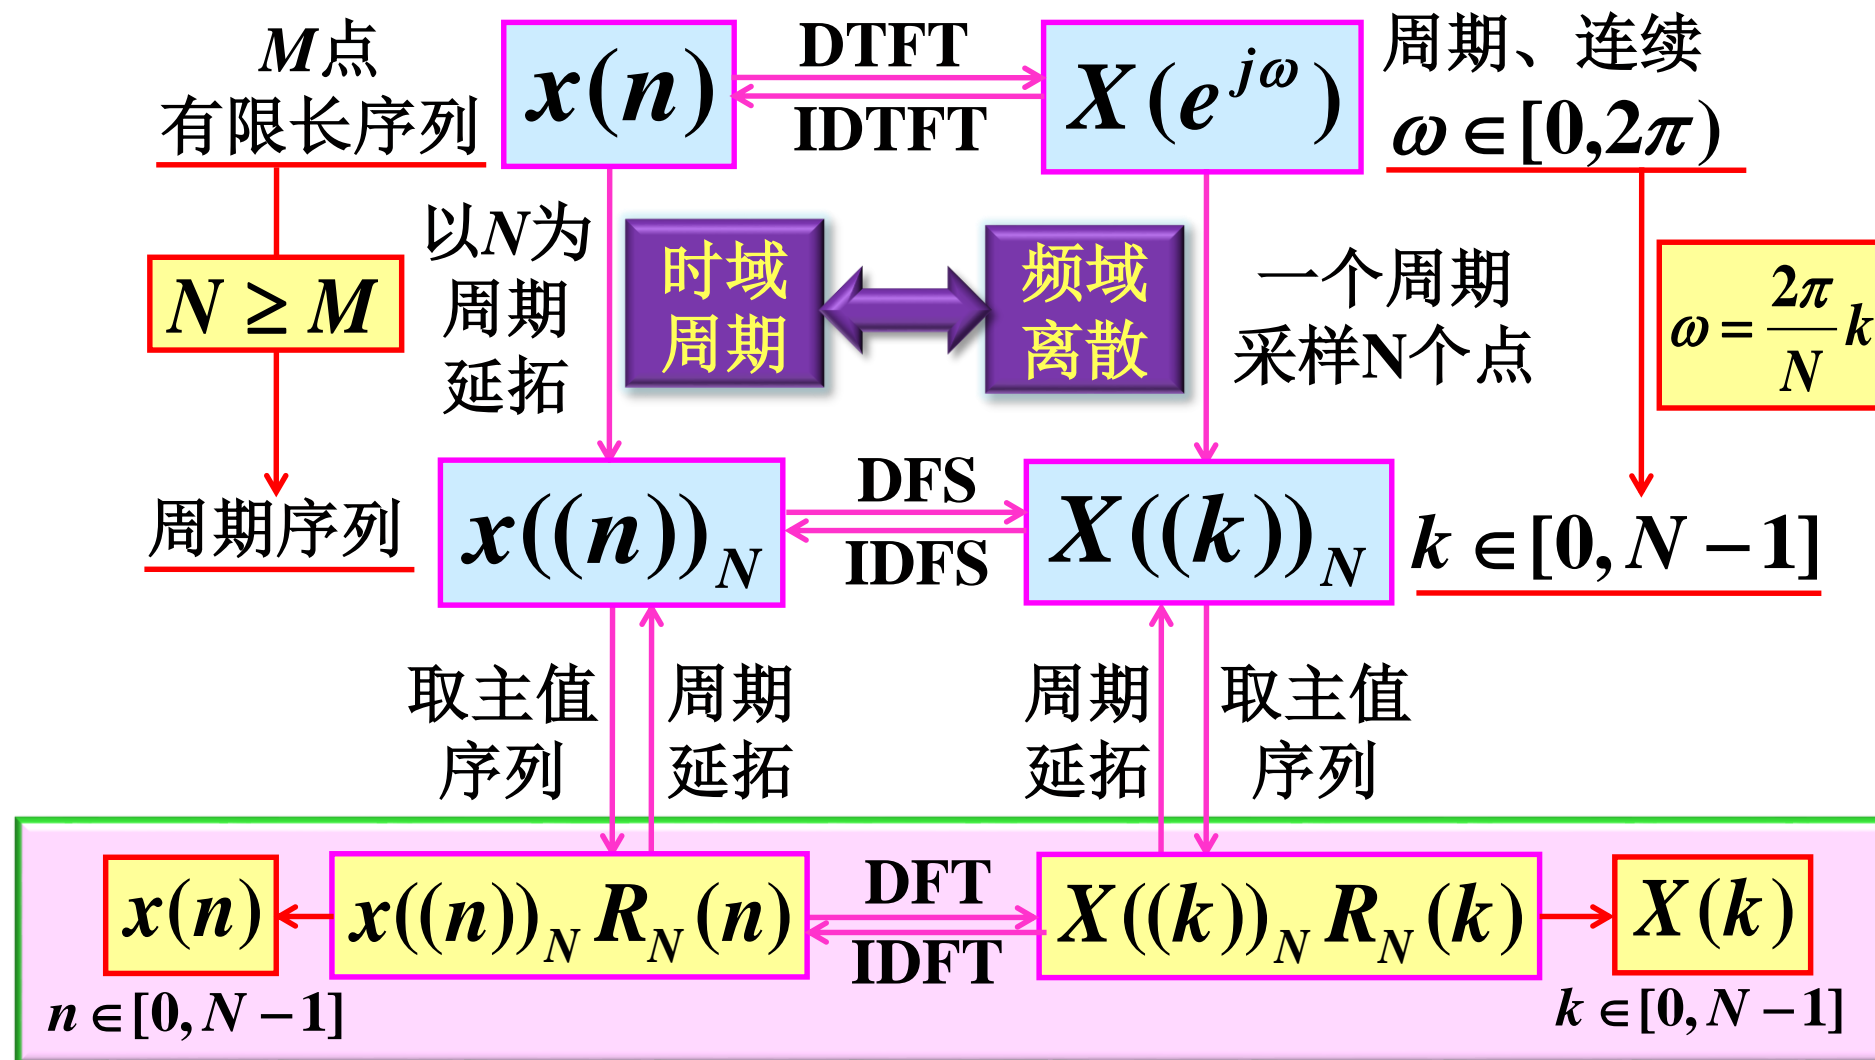 M点
有限长序列
x(n)
DTFT
IDTFT
X(e^{jω})
周期、连续
ω∈[0,2π)
N ≥ M
以N为
周期
延拓
时域
周期
频域
离散
一个周期
采样N个点
ω = \frac{2π}{N} k
周期序列
x((n))_N
DFS
IDFS
X((k))_N
k∈[0, N−1]
取主值
序列
周期
延拓
周期
延拓
取主值
序列
x(n)
x((n))_N R_N(n)
DFT
IDFT
X((k))_N R_N(k)
X(k)
n∈[0, N−1]
k∈[0, N−1]